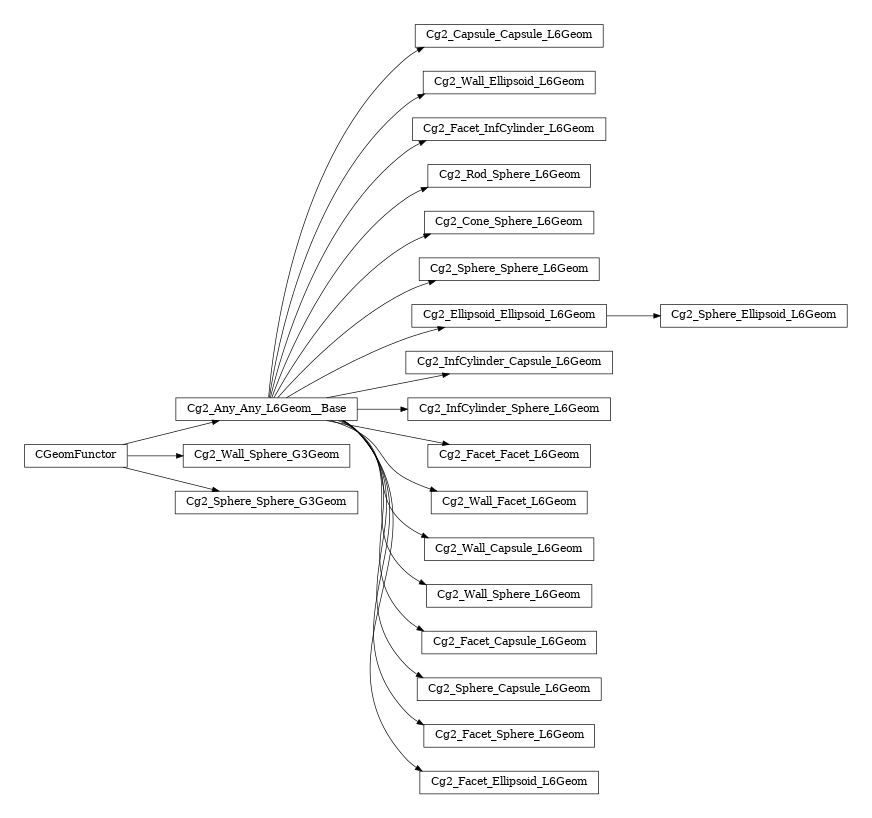 Cg2_Capsule_Capsule_L6Geom
Cg2_Wall_Ellipsoid_L6Geom
Cg2_Facet_InfCylinder_L6Geom
Cg2_Rod_Sphere_L6Geom
Cg2_Cone_Sphere_L6Geom
Cg2_Sphere_Sphere_L6Geom
Cg2_Ellipsoid_Ellipsoid_L6Geom
Cg2_Sphere_Ellipsoid_L6Geom
Cg2_InfCylinder_Capsule_L6Geom
Cg2_Any_Any_L6Geom__Base
Cg2_InfCylinder_Sphere_L6Geom
CGeomFunctor
Cg2_Wall_Sphere_G3Geom
Cg2_Facet_Facet_L6Geom
Cg2_Sphere_Sphere_G3Geom
Cg2_Wall_Facet_L6Geom
Cg2_Wall_Capsule_L6Geom
Cg2_Wall_Sphere_L6Geom
Cg2_Facet_Capsule_L6Geom
Cg2_Sphere_Capsule_L6Geom
Cg2_Facet_Sphere_L6Geom
Cg2_Facet_Ellipsoid_L6Geom